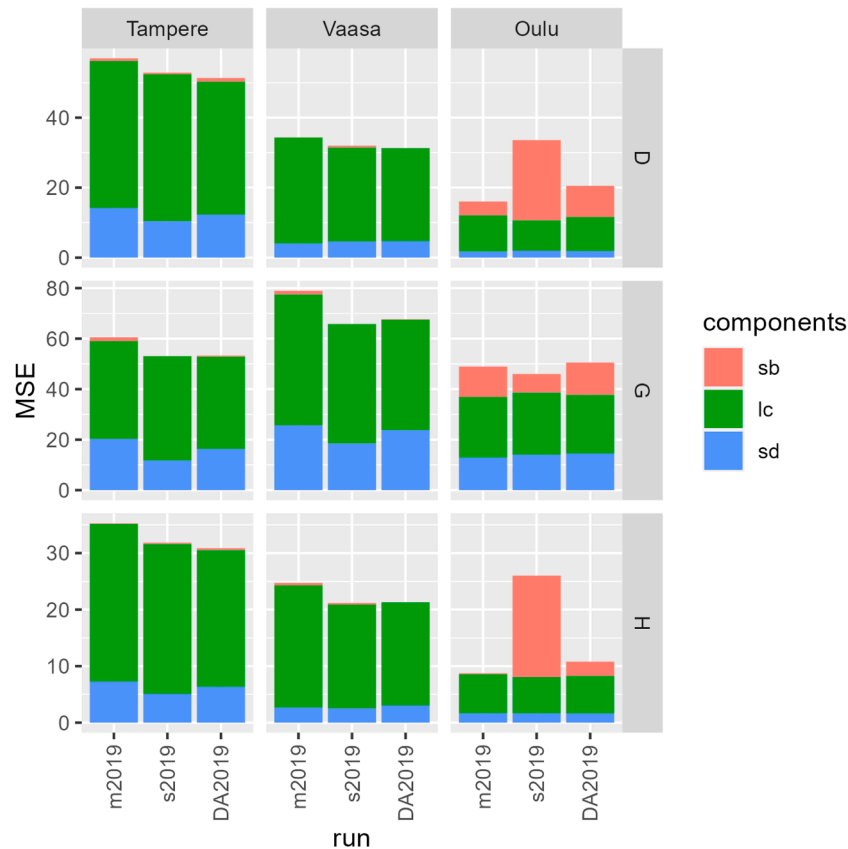 Tampere Vaasa Oulu
40
20
0
D
80
60
40
20
0
G
30
20
10
0
H
MSE
m2019 s2019 DA2019 m2019 s2019 DA2019 m2019 s2019 DA2019
run
components
sb
lc
sd